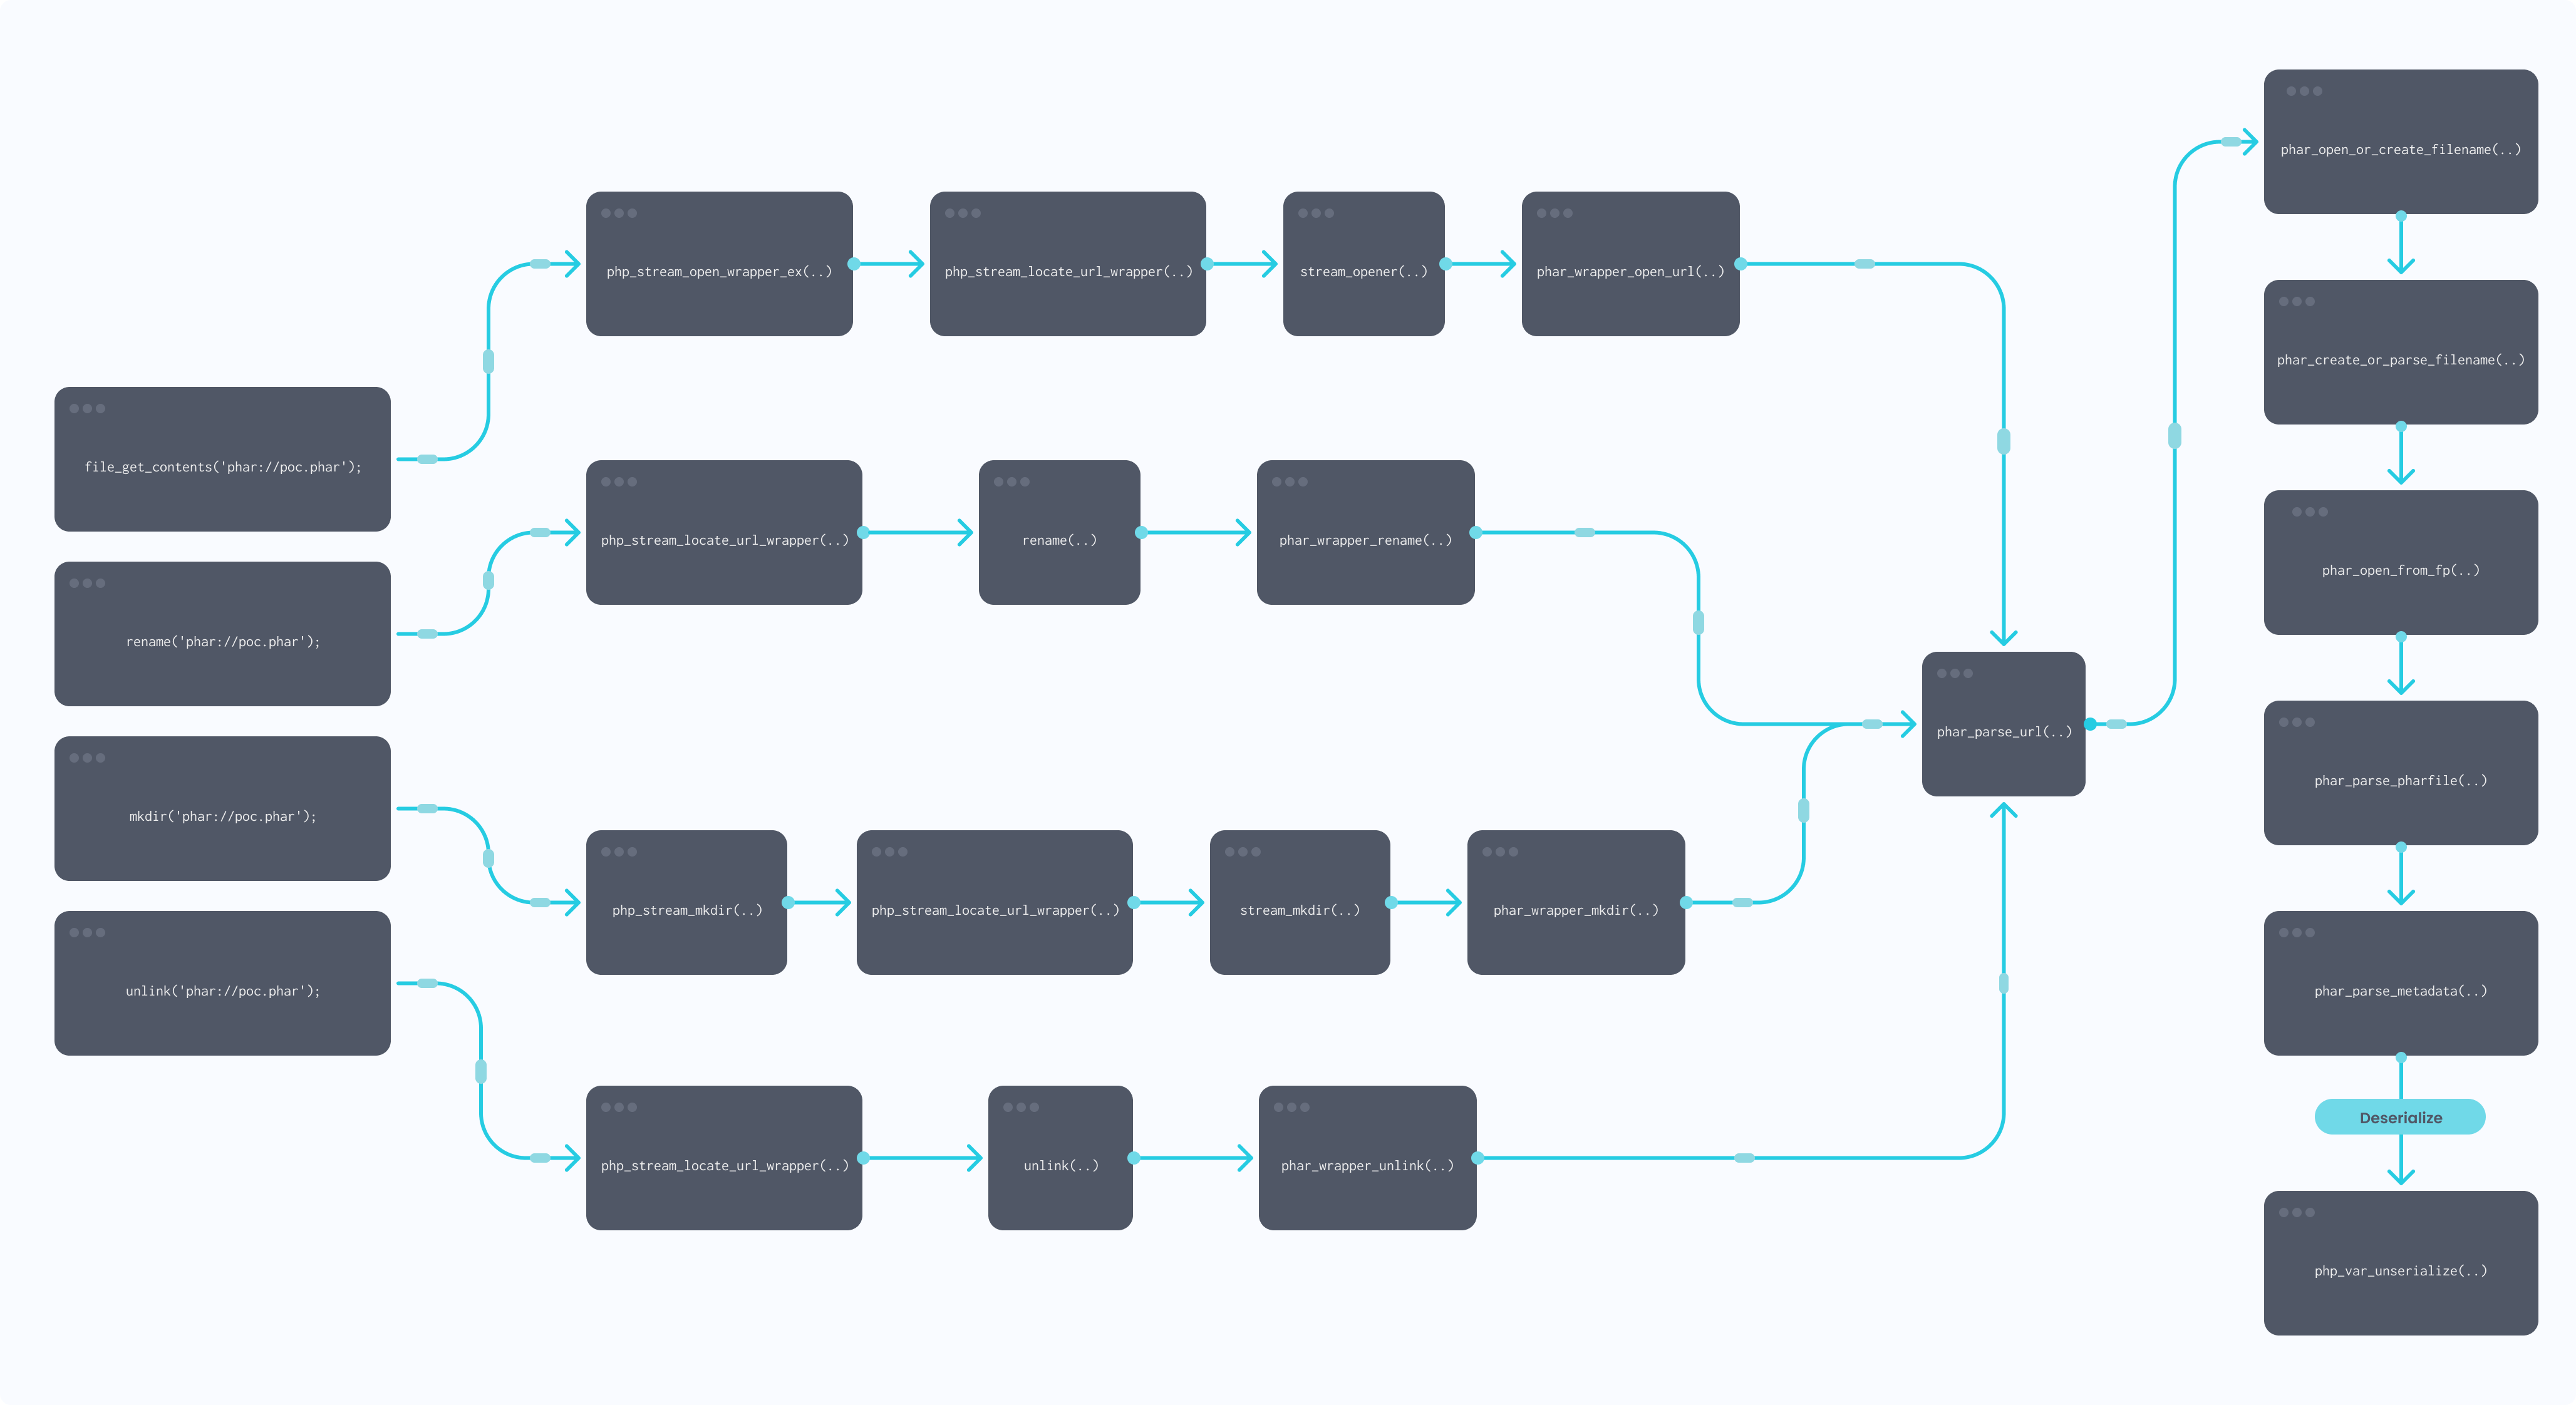 file_get_contents('phar://poc.phar');
rename('phar://poc.phar');
mkdir('phar://poc.phar');
unlink('phar://poc.phar');
php_stream_open_wrapper_ex(..)
php_stream_locate_url_wrapper(..)
stream_opener(..)
phar_wrapper_open_url(..)
php_stream_locate_url_wrapper(..)
rename(..)
phar_wrapper_rename(..)
php_stream_mkdir(..)
php_stream_locate_url_wrapper(..)
stream_mkdir(..)
phar_wrapper_mkdir(..)
php_stream_locate_url_wrapper(..)
unlink(..)
phar_wrapper_unlink(..)
phar_parse_url(..)
phar_open_or_create_filename(..)
phar_create_or_parse_filename(..)
phar_open_from_fp(..)
phar_parse_pharfile(..)
phar_parse_metadata(..)
Deserialize
php_var_unserialize(..)